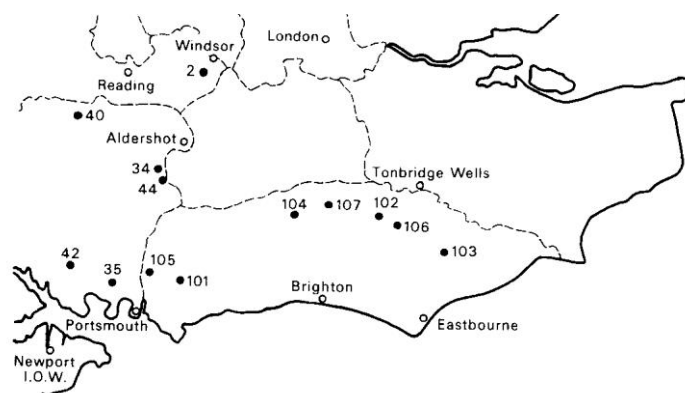 Windsor
London
2
Reading
40
Aldershot
34
44
Tonbridge Wells
104
107
102
106
103
42
35
105
101
Brighton
Portsmouth
Eastbourne
Newport
I.O.W.